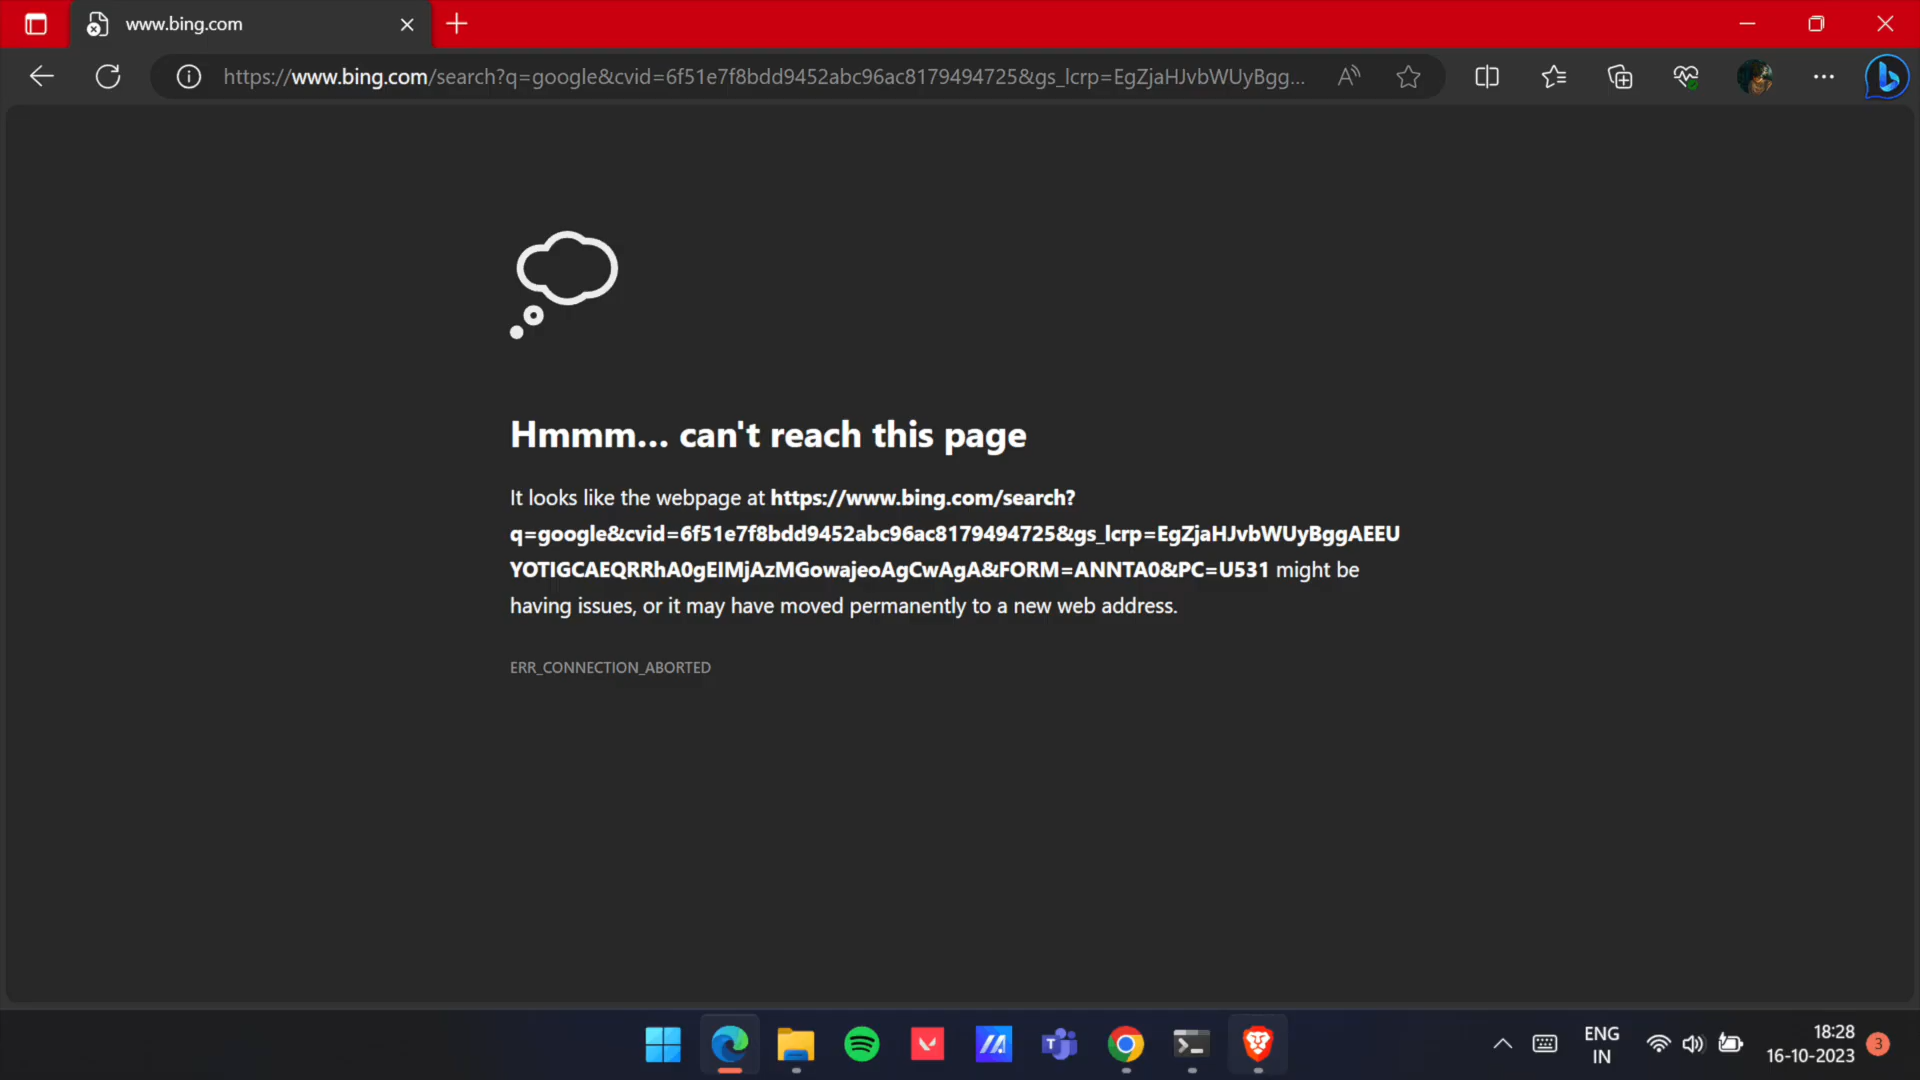 www.bing.com
https://www.bing.com/search?q=google&cvid=6f51e7f8bdd9452abc96ac8179494725&gs_lcrp=EgZjaHJvbWUyBgg...
Hmmm... can't reach this page
It looks like the webpage at https://www.bing.com/search?
q=google&cvid=6f51e7f8bdd9452abc96ac8179494725&gs_lcrp=EgZjaHJvbWUyBggAEEU
YOTIGCAEQRRhA0gEIMjAzMGowajeoAgCwAgA&FORM=ANNTA0&PC=U531 might be
having issues, or it may have moved permanently to a new web address.
ERR_CONNECTION_ABORTED
ENG
IN
18:28
16-10-2023
3